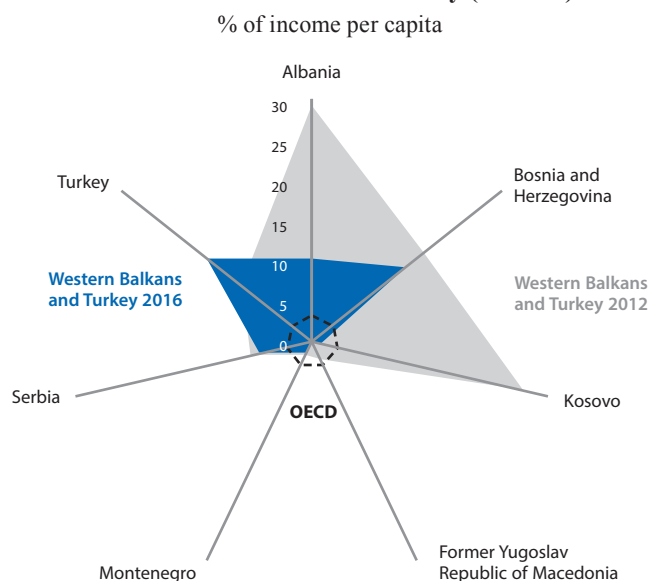 % of income per capita
Albania
30
25
20
15
10
5
0
Bosnia and
Herzegovina
Turkey
Western Balkans
and Turkey 2016
Western Balkans
and Turkey 2012
Serbia
OECD
Kosovo
Montenegro
Former Yugoslav
Republic of Macedonia